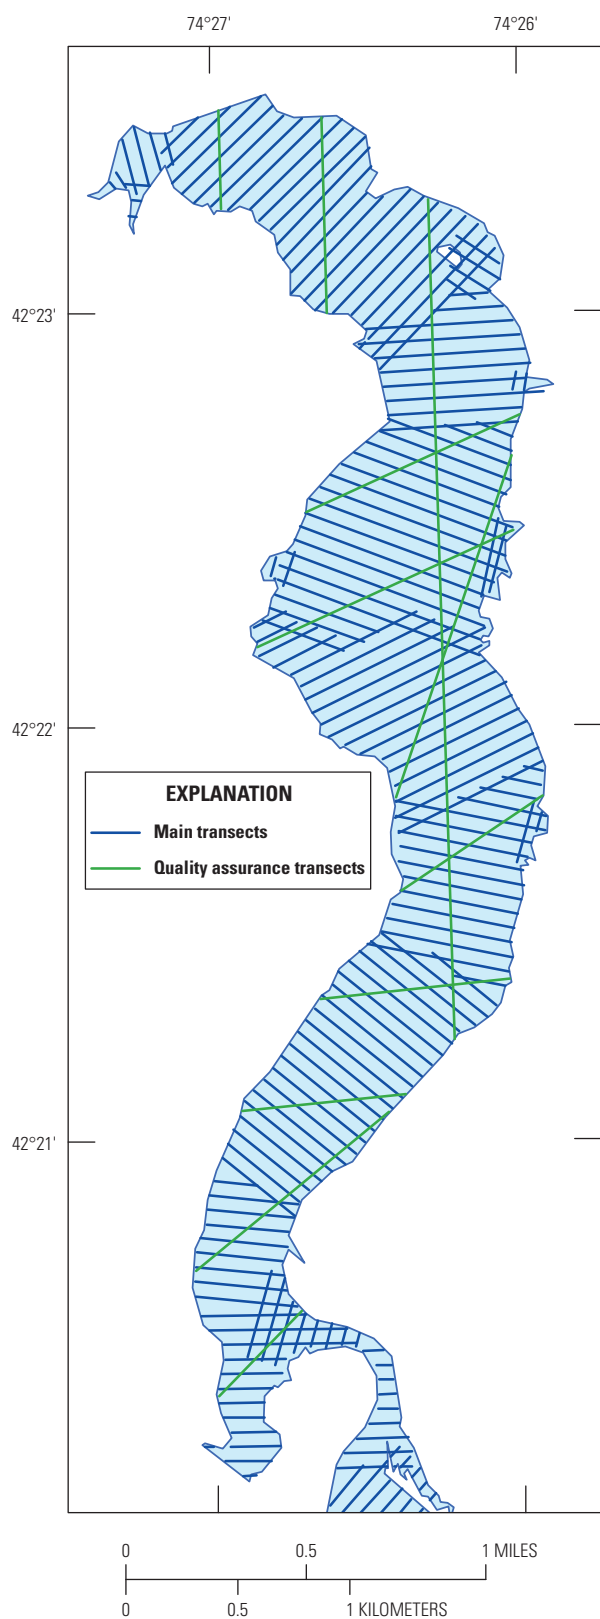 74°27' 74°26'
42°23'
42°22'
EXPLANATION
Main transects
Quality assurance transects
42°21'
0 0.5 1 MILES
0 0.5 1 KILOMETERS